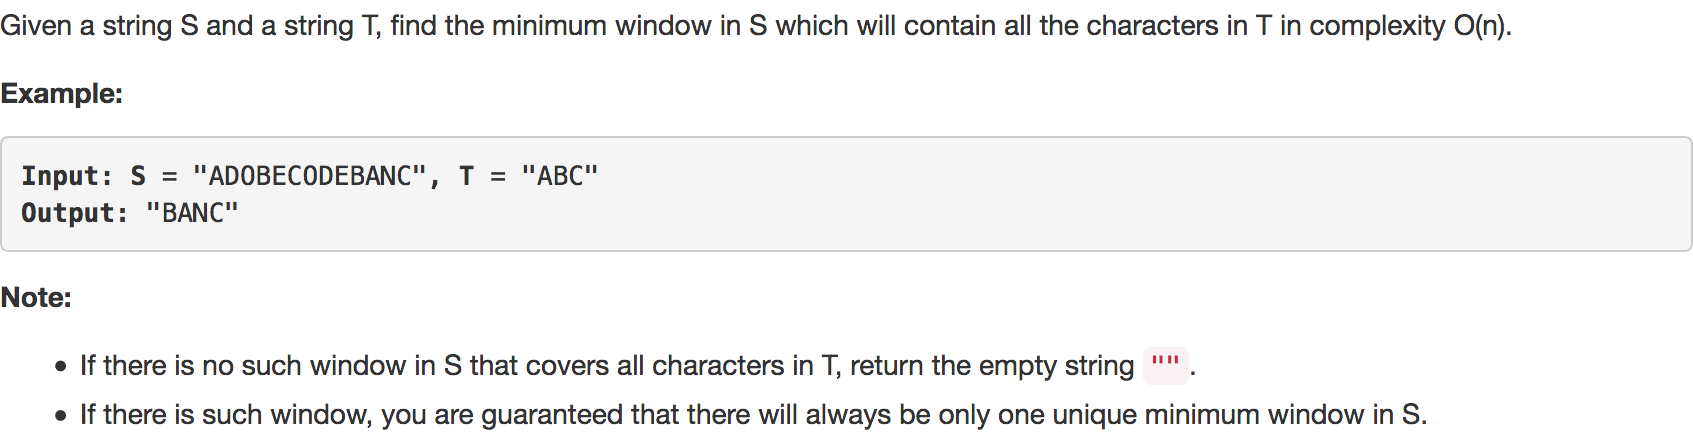 Given a string S and a string T, find the minimum window in S which will contain all the characters in T in complexity O(n).
Example:
Input: S = "ADOBECODEBANC", T = "ABC"
Output: "BANC"
Note:
• If there is no such window in S that covers all characters in T, return the empty string "".
• If there is such window, you are guaranteed that there will always be only one unique minimum window in S.